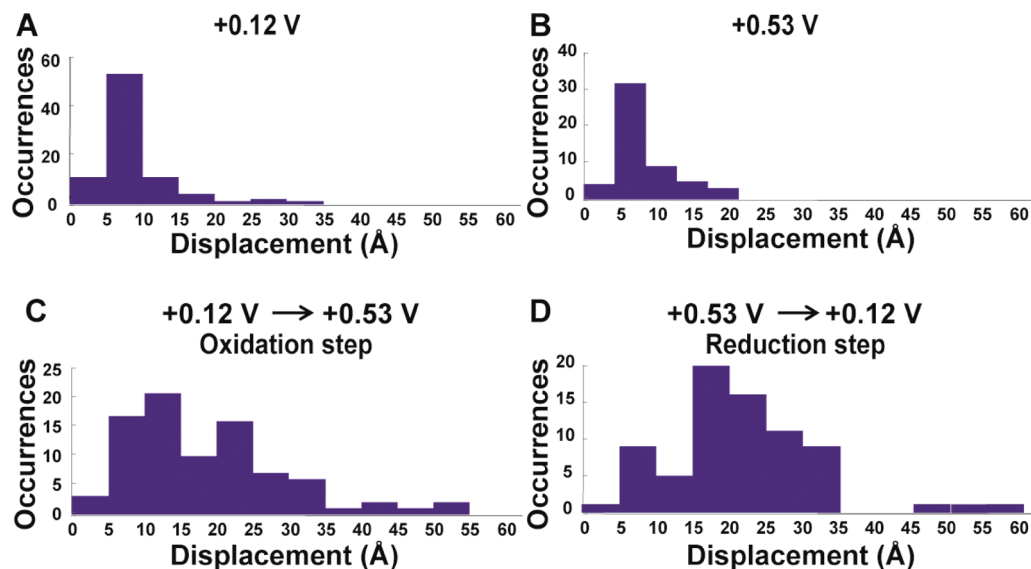 A
+0.12 V
Occurrences
60
40
20
0
0 5 10 15 20 25 30 35 40 45 50 55 60
Displacement (Å)
B
+0.53 V
Occurrences
40
30
20
10
0
0 5 10 15 20 25 30 35 40 45 50 55 60
Displacement (Å)
C
+0.12 V → +0.53 V
Oxidation step
Occurrences
25
20
15
10
5
0
0 5 10 15 20 25 30 35 40 45 50 55 60
Displacement (Å)
D
+0.53 V → +0.12 V
Reduction step
Occurrences
20
15
10
5
0
0 5 10 15 20 25 30 35 40 45 50 55 60
Displacement (Å)